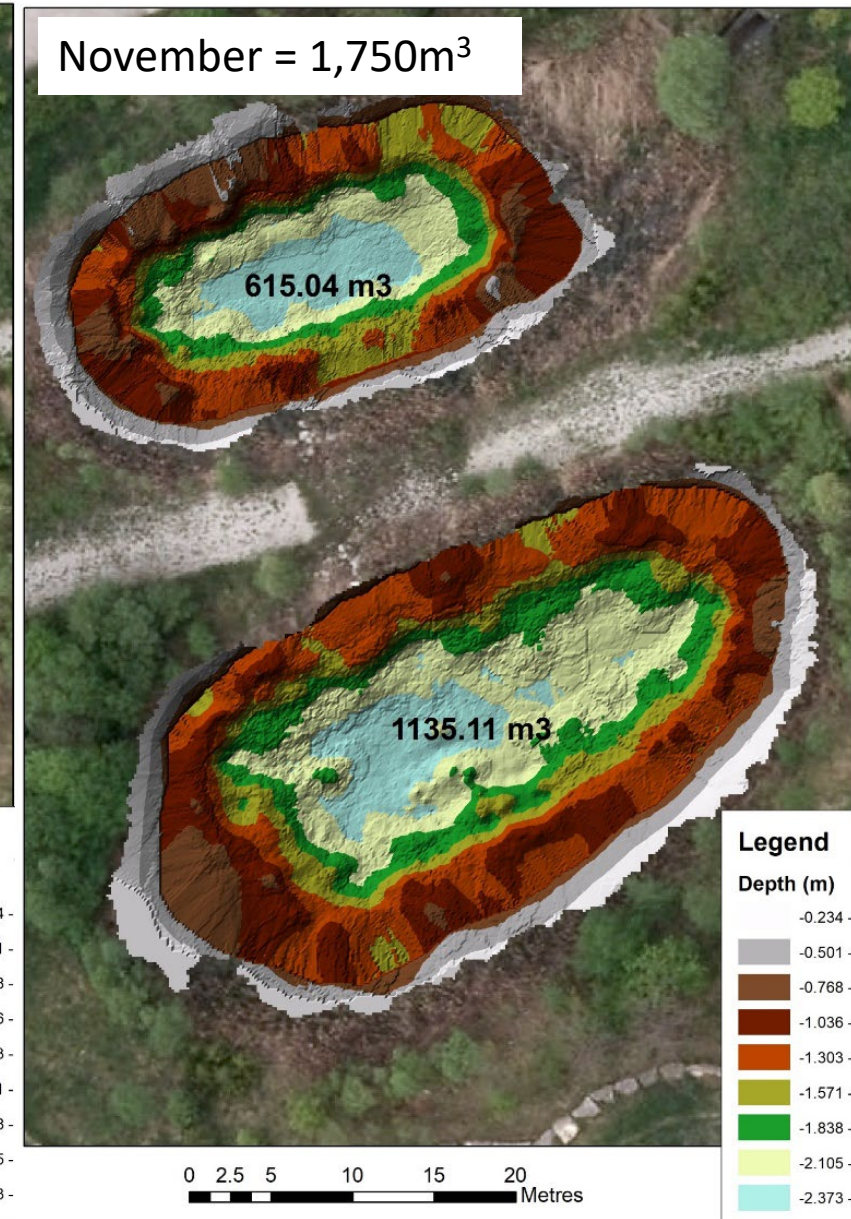 November = 1,750m³
615.04 m3
1135.11 m3
Legend
Depth (m)
-0.234 -
-0.501 -
-0.768 -
-1.036 -
-1.303 -
-1.571 -
-1.838 -
-2.105 -
-2.373 -
0 2.5 5 10 15 20
Metres